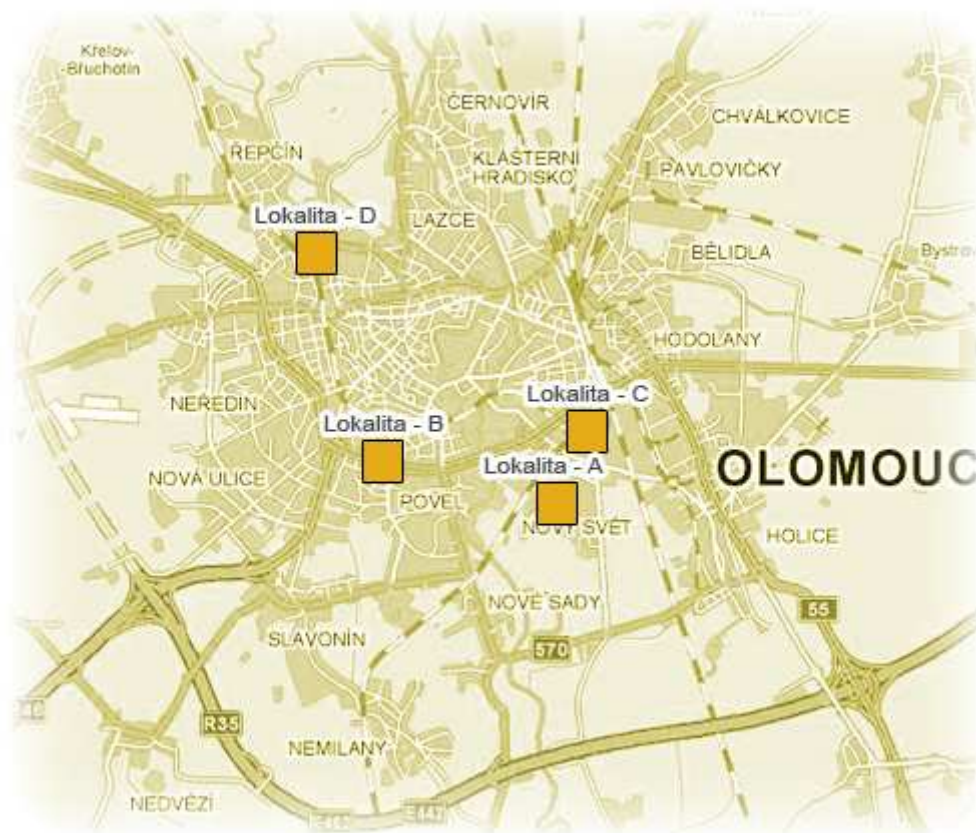 Křelov-
-Břuchotín
ČERNOVÍR
CHVÁLKOVICE
ŘEPČÍN
KLÁŠTERNÍ
HRADISKO
PAVLOVIČKY
Lokalita - D
LAZCE
BĚLIDLA
HODOLANY
NEŘEDÍN
Lokalita - C
Lokalita - B
Lokalita - A
OLOMOUC
NOVÁ ULICE
POVEL
NOVÝ SVĚT
HOLICE
NOVÉ SADY
55
SLAVONÍN
570
R35
NEMILANY
NEDVĚZÍ